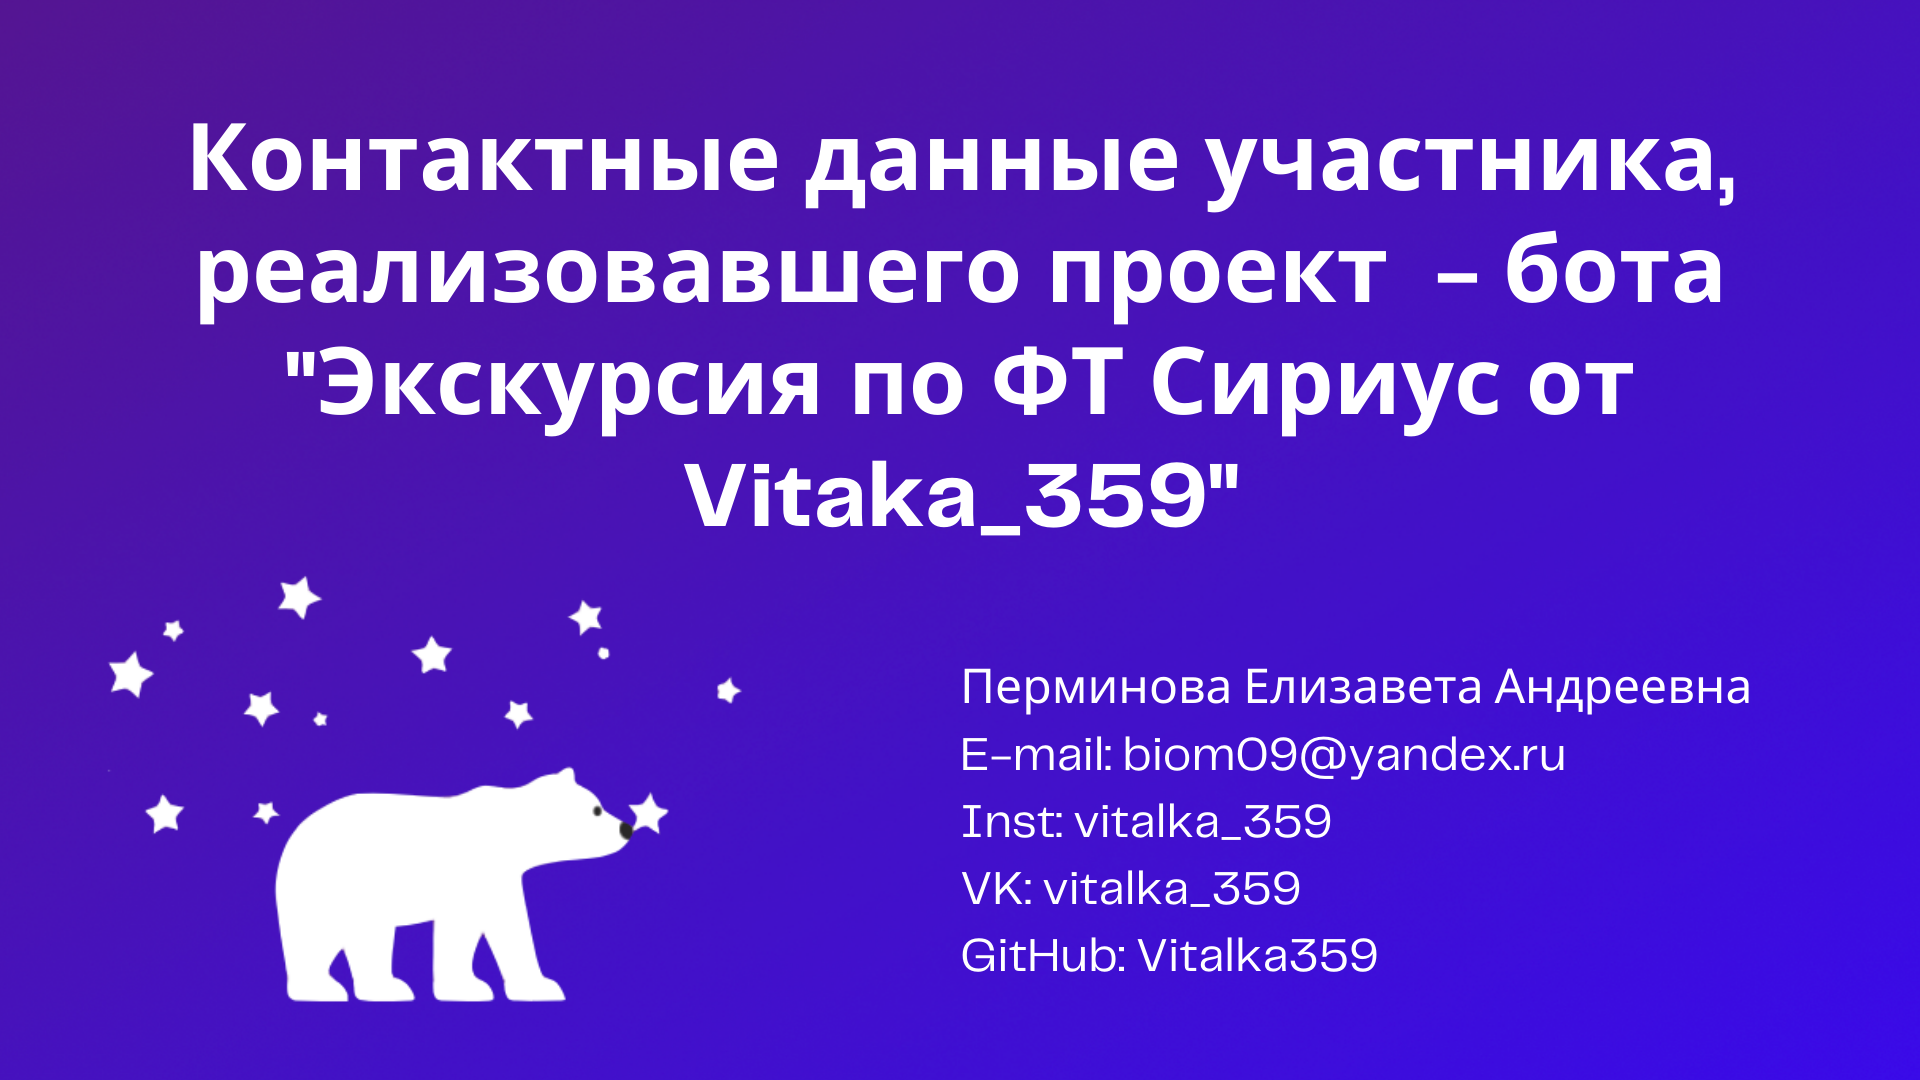 Контактные данные участника,
реализовавшего проект – бота
"Экскурсия по ФТ Сириус от
Vitaka_359"
Перминова Елизавета Андреевна
E-mail: biom09@yandex.ru
Inst: vitalka_359
VK: vitalka_359
GitHub: Vitalka359